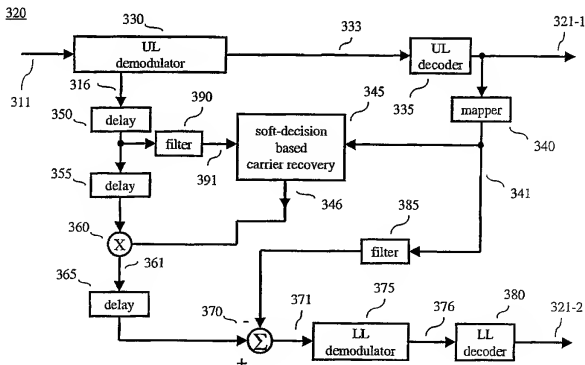 320
330
333
321-1
UL
demodulator
UL
decoder
311
316
335
350
390
345
delay
filter
391
soft-decision
based
carrier recovery
mapper
340
355
delay
346
341
360
X
361
385
filter
365
delay
370
-
371
375
376
380
321-2
Σ
+
LL
demodulator
LL
decoder